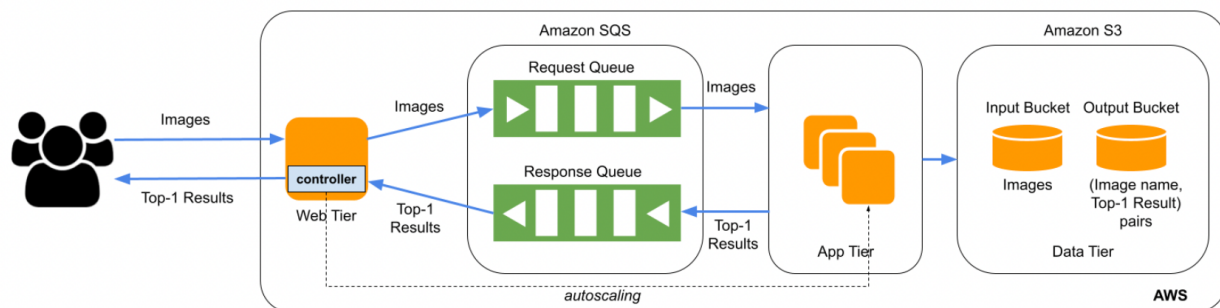 Amazon SQS
Amazon S3
Request Queue
Images
Images
Images
Input Bucket
Output Bucket
controller
Response Queue
Top-1 Results
Web Tier
Top-1
Results
Top-1
Results
App Tier
Images
(Image name,
Top-1 Result)
pairs
Data Tier
autoscaling
AWS